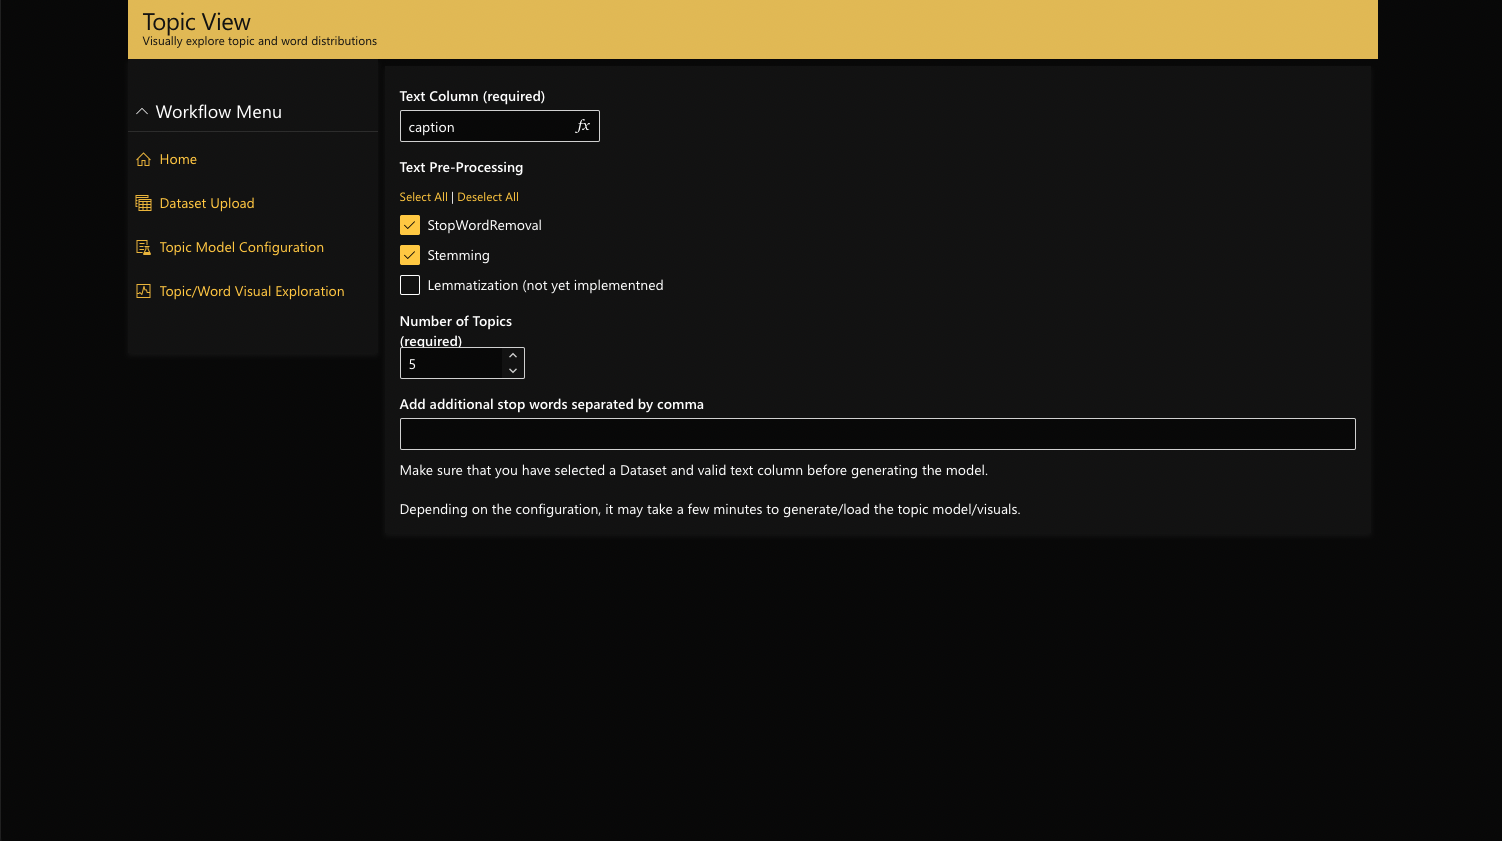 Topic View
Visually explore topic and word distributions
Workflow Menu
Home
Dataset Upload
Topic Model Configuration
Topic/Word Visual Exploration
Text Column (required)
caption fx
Text Pre-Processing
Select All | Deselect All
StopWordRemoval
Stemming
Lemmatization (not yet implementned
Number of Topics
(required)
5
Add additional stop words separated by comma
Make sure that you have selected a Dataset and valid text column before generating the model.
Depending on the configuration, it may take a few minutes to generate/load the topic model/visuals.